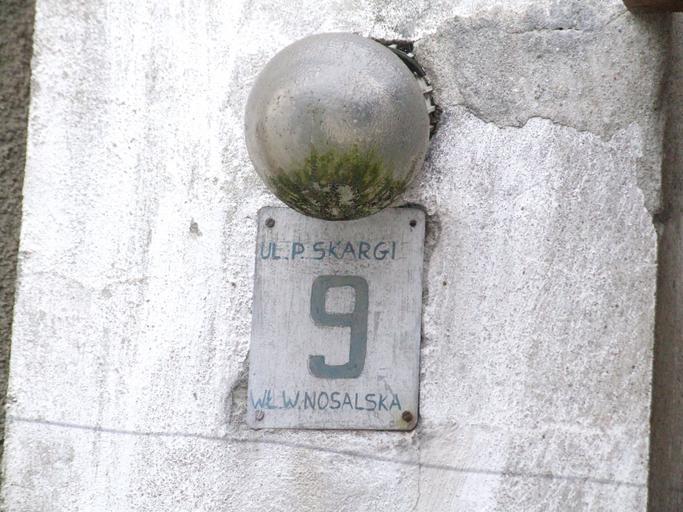 UL. P. SKARGI
9
WŁ. W. NOSALSKA